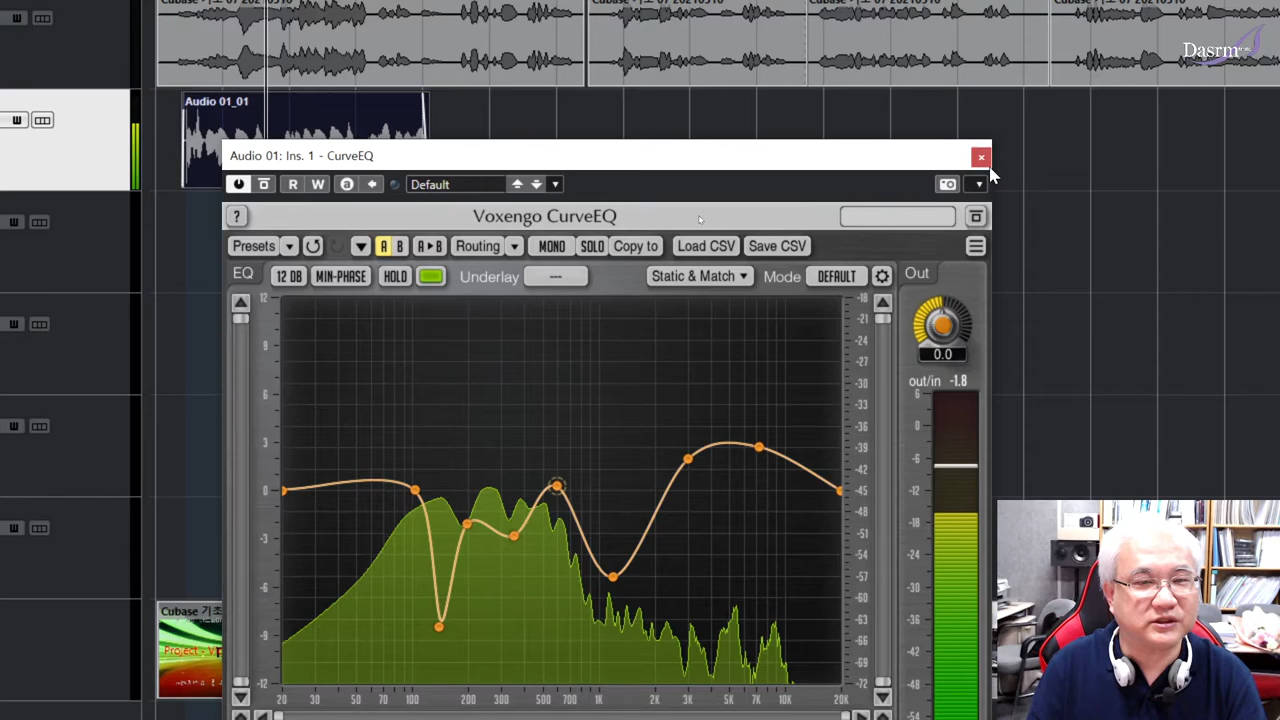 Dasrm
W
Audio 01_01
W
Audio 01: Ins. 1 - CurveEQ
R W a Default
W
? Voxengo CurveEQ
Presets A B A▸B Routing MONO SOLO Copy to Load CSV Save CSV
EQ 12 DB MIN-PHASE HOLD Underlay --- Static & Match Mode DEFAULT Out
12 -18
-21
9 -24
-27
6 -30
-33
3 -36
-39
0 -42
-45
-3 -48
-51
-6 -54
-57
-9 -60
-63
-66
-69
-12 -72
20 30 40 60 100 200 300 500 700 1K 2K 3K 5K 7K 10K 20K
0.0
out/in -1.8
6
0
-6
-12
-18
-24
-30
-36
-42
-48
-54
W
W
W
Cubase 기초
Project - V